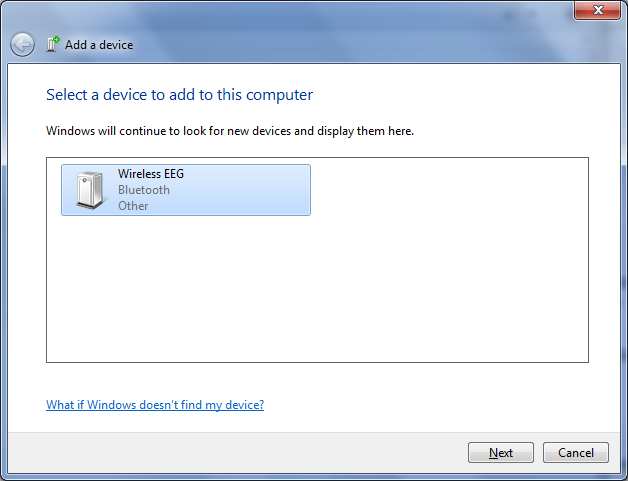 Add a device
Select a device to add to this computer
Windows will continue to look for new devices and display them here.
Wireless EEG
Bluetooth
Other
What if Windows doesn't find my device?
Next
Cancel